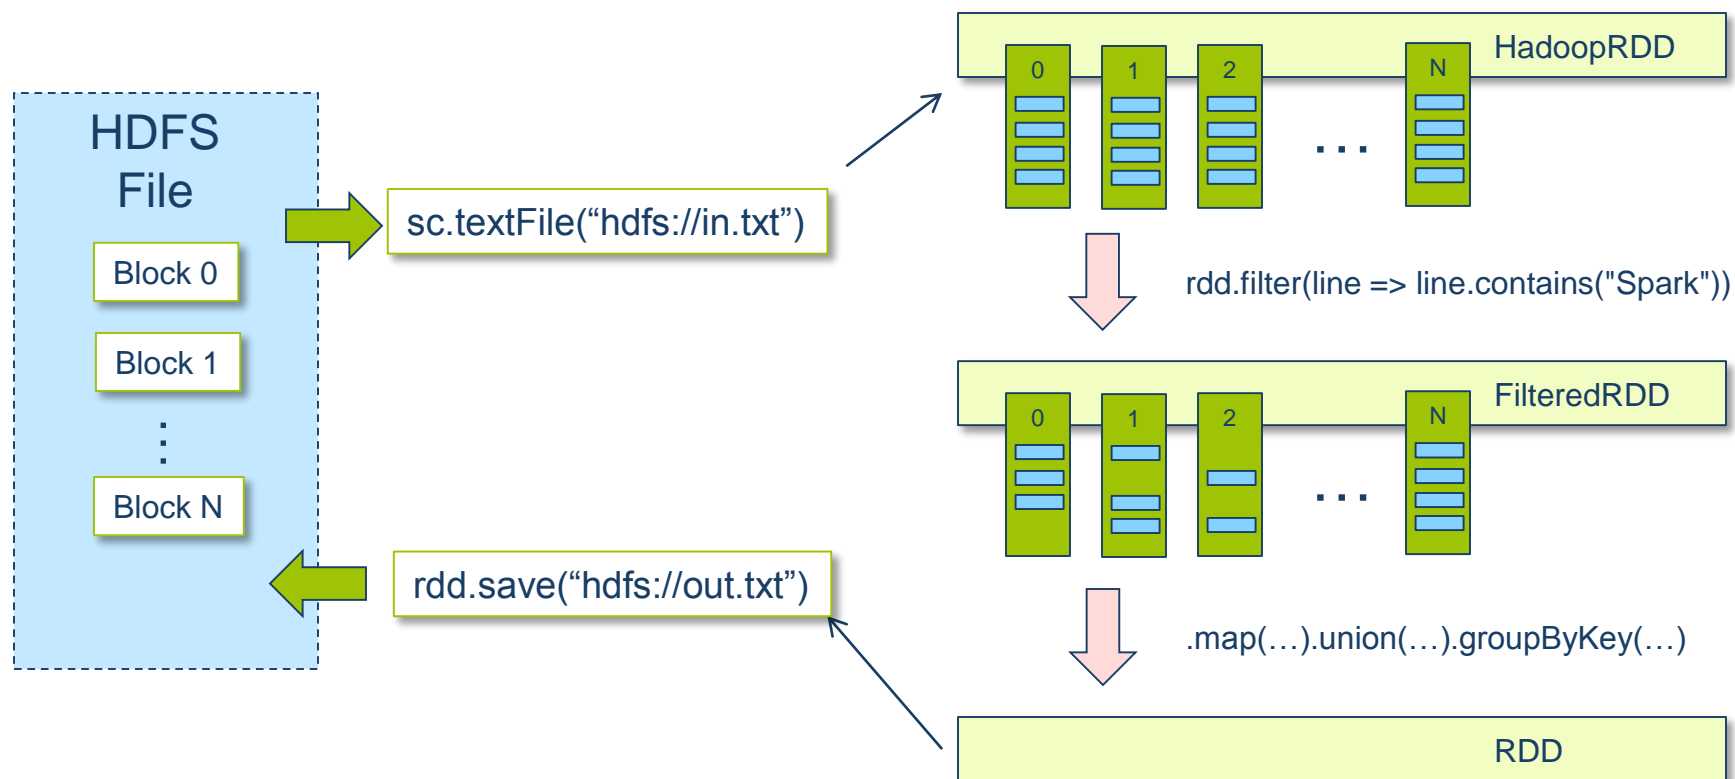 HDFS
File
Block 0
Block 1
⋮
Block N
sc.textFile(“hdfs://in.txt”)
rdd.save(“hdfs://out.txt”)
HadoopRDD
0 1 2 ... N
rdd.filter(line => line.contains("Spark"))
FilteredRDD
0 1 2 ... N
.map(…).union(…).groupByKey(…)
RDD